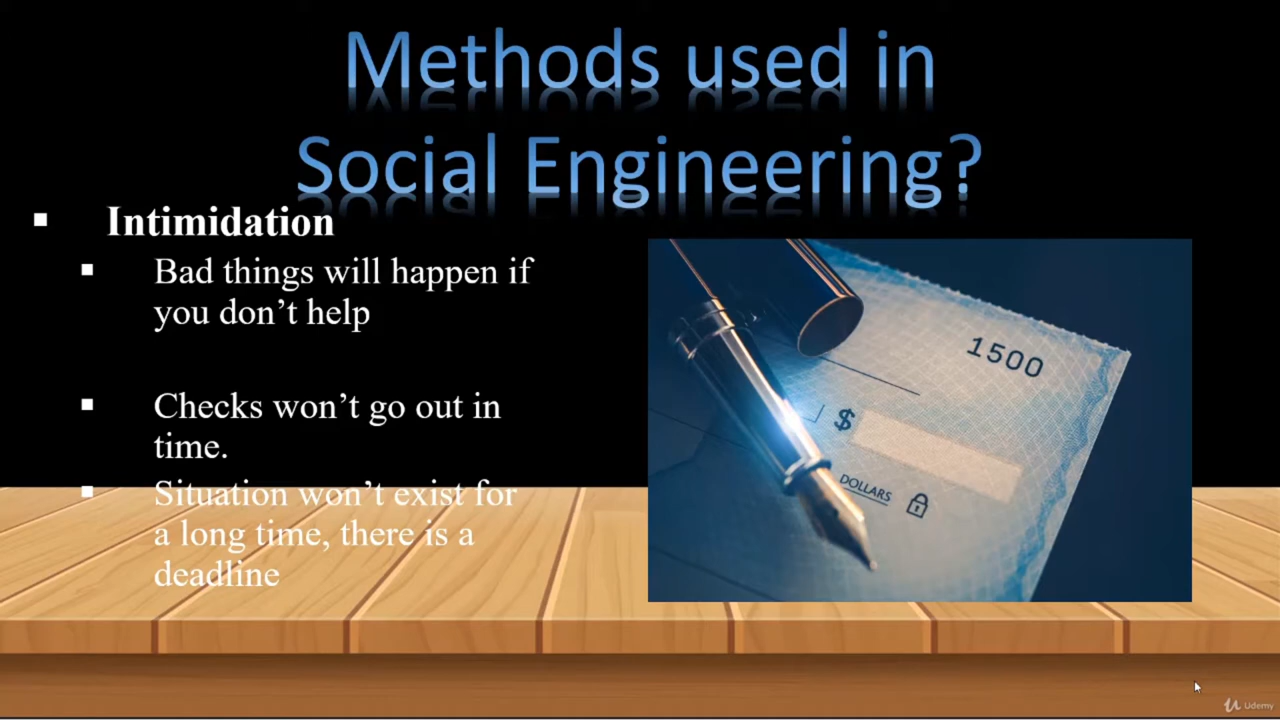 Methods used in
Social Engineering?
▪ Intimidation
▪ Bad things will happen if
you don’t help
▪ Checks won’t go out in
time.
▪ Situation won’t exist for
a long time, there is a
deadline
1500
$
DOLLARS
Udemy